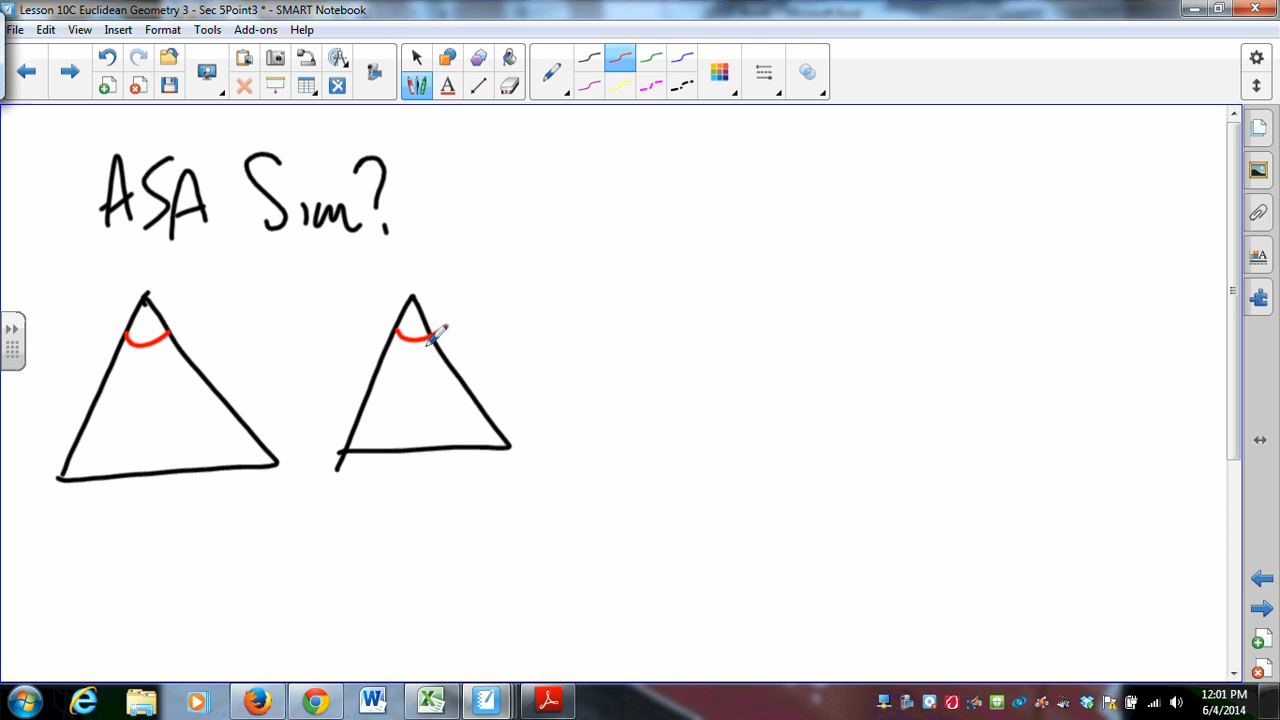 Lesson 10C Euclidean Geometry 3 - Sec 5Point3 * - SMART Notebook
File Edit View Insert Format Tools Add-ons Help
ASA Sim?
12:01 PM
6/4/2014